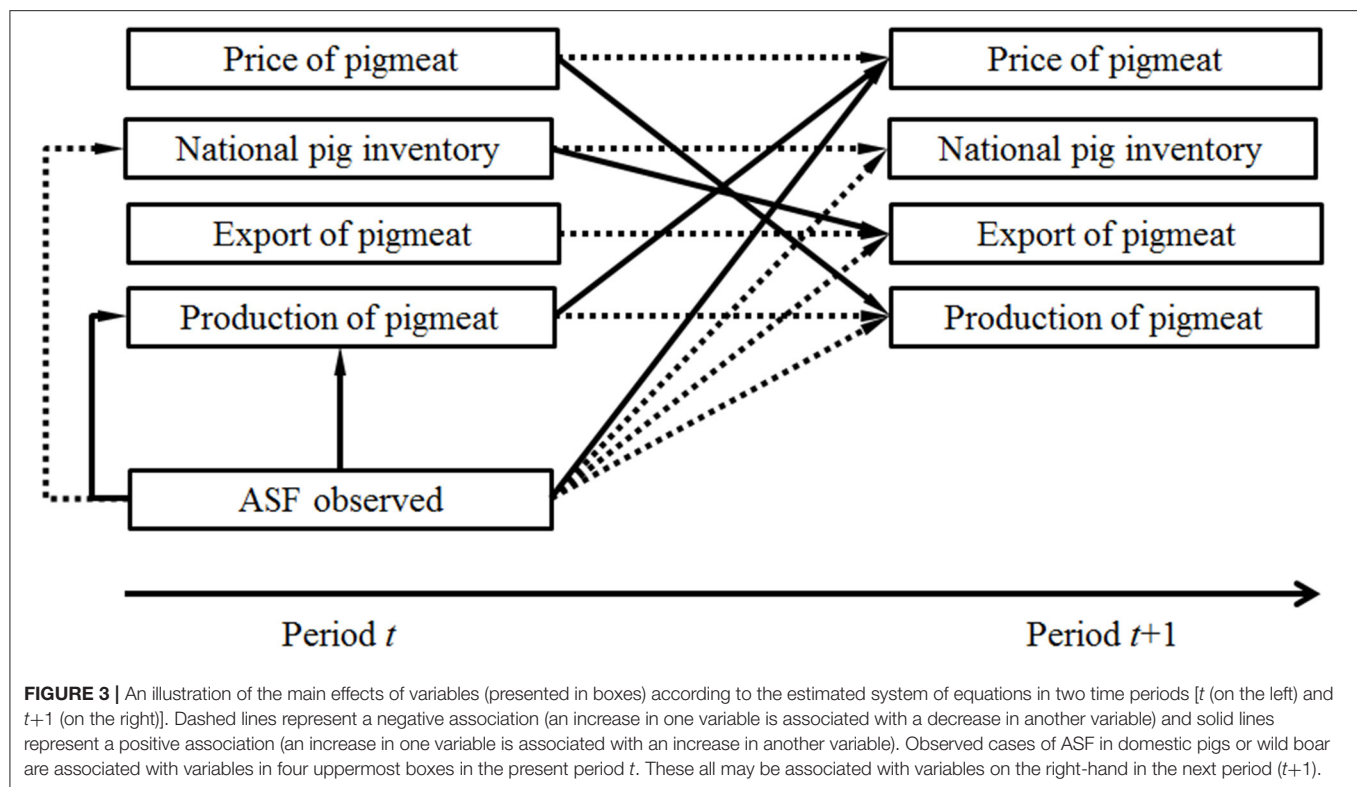 Price of pigmeat
Price of pigmeat
National pig inventory
National pig inventory
Export of pigmeat
Export of pigmeat
Production of pigmeat
Production of pigmeat
ASF observed
Period t
Period t+1
FIGURE 3 | An illustration of the main effects of variables (presented in boxes) according to the estimated system of equations in two time periods [t (on the left) and
t+1 (on the right)]. Dashed lines represent a negative association (an increase in one variable is associated with a decrease in another variable) and solid lines
represent a positive association (an increase in one variable is associated with an increase in another variable). Observed cases of ASF in domestic pigs or wild boar
are associated with variables in four uppermost boxes in the present period t. These all may be associated with variables on the right-hand in the next period (t+1).